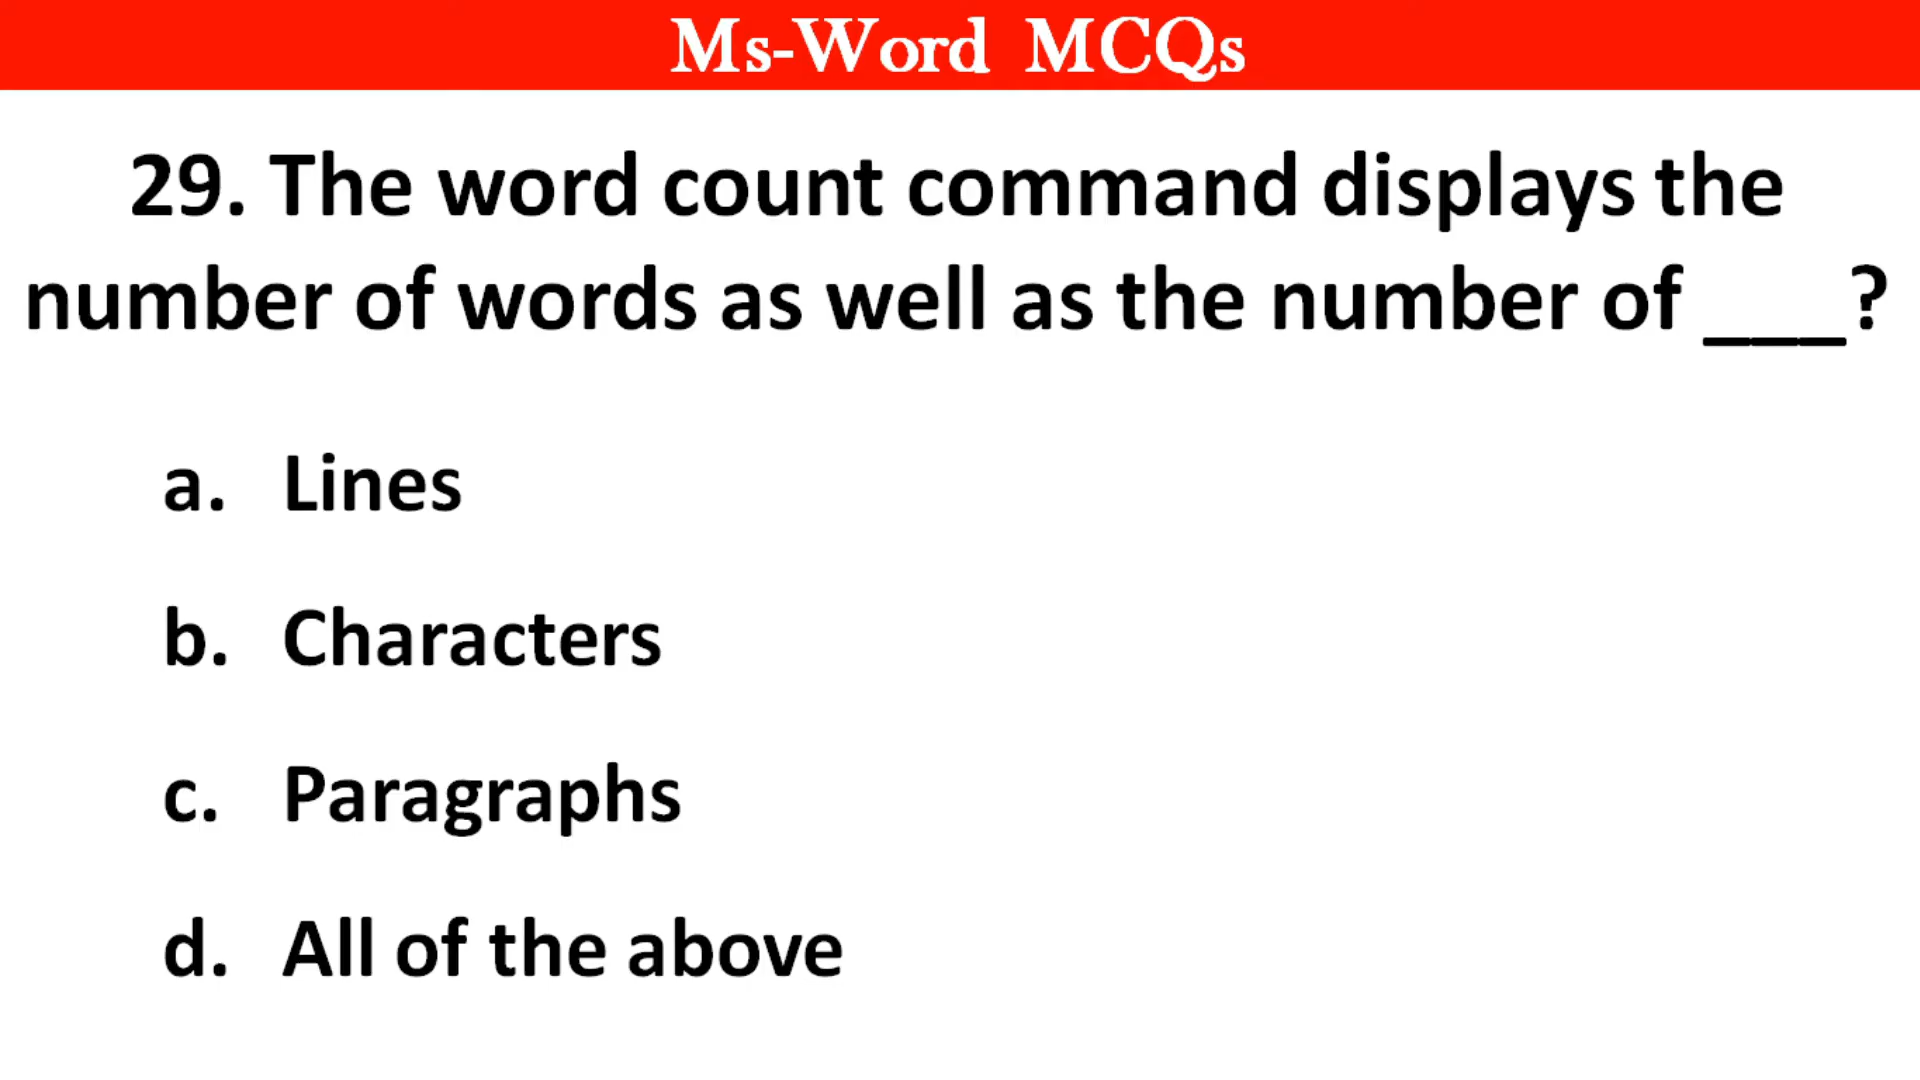 Ms-Word MCQs
29. The word count command displays the
number of words as well as the number of ___?
a. Lines
b. Characters
c. Paragraphs
d. All of the above